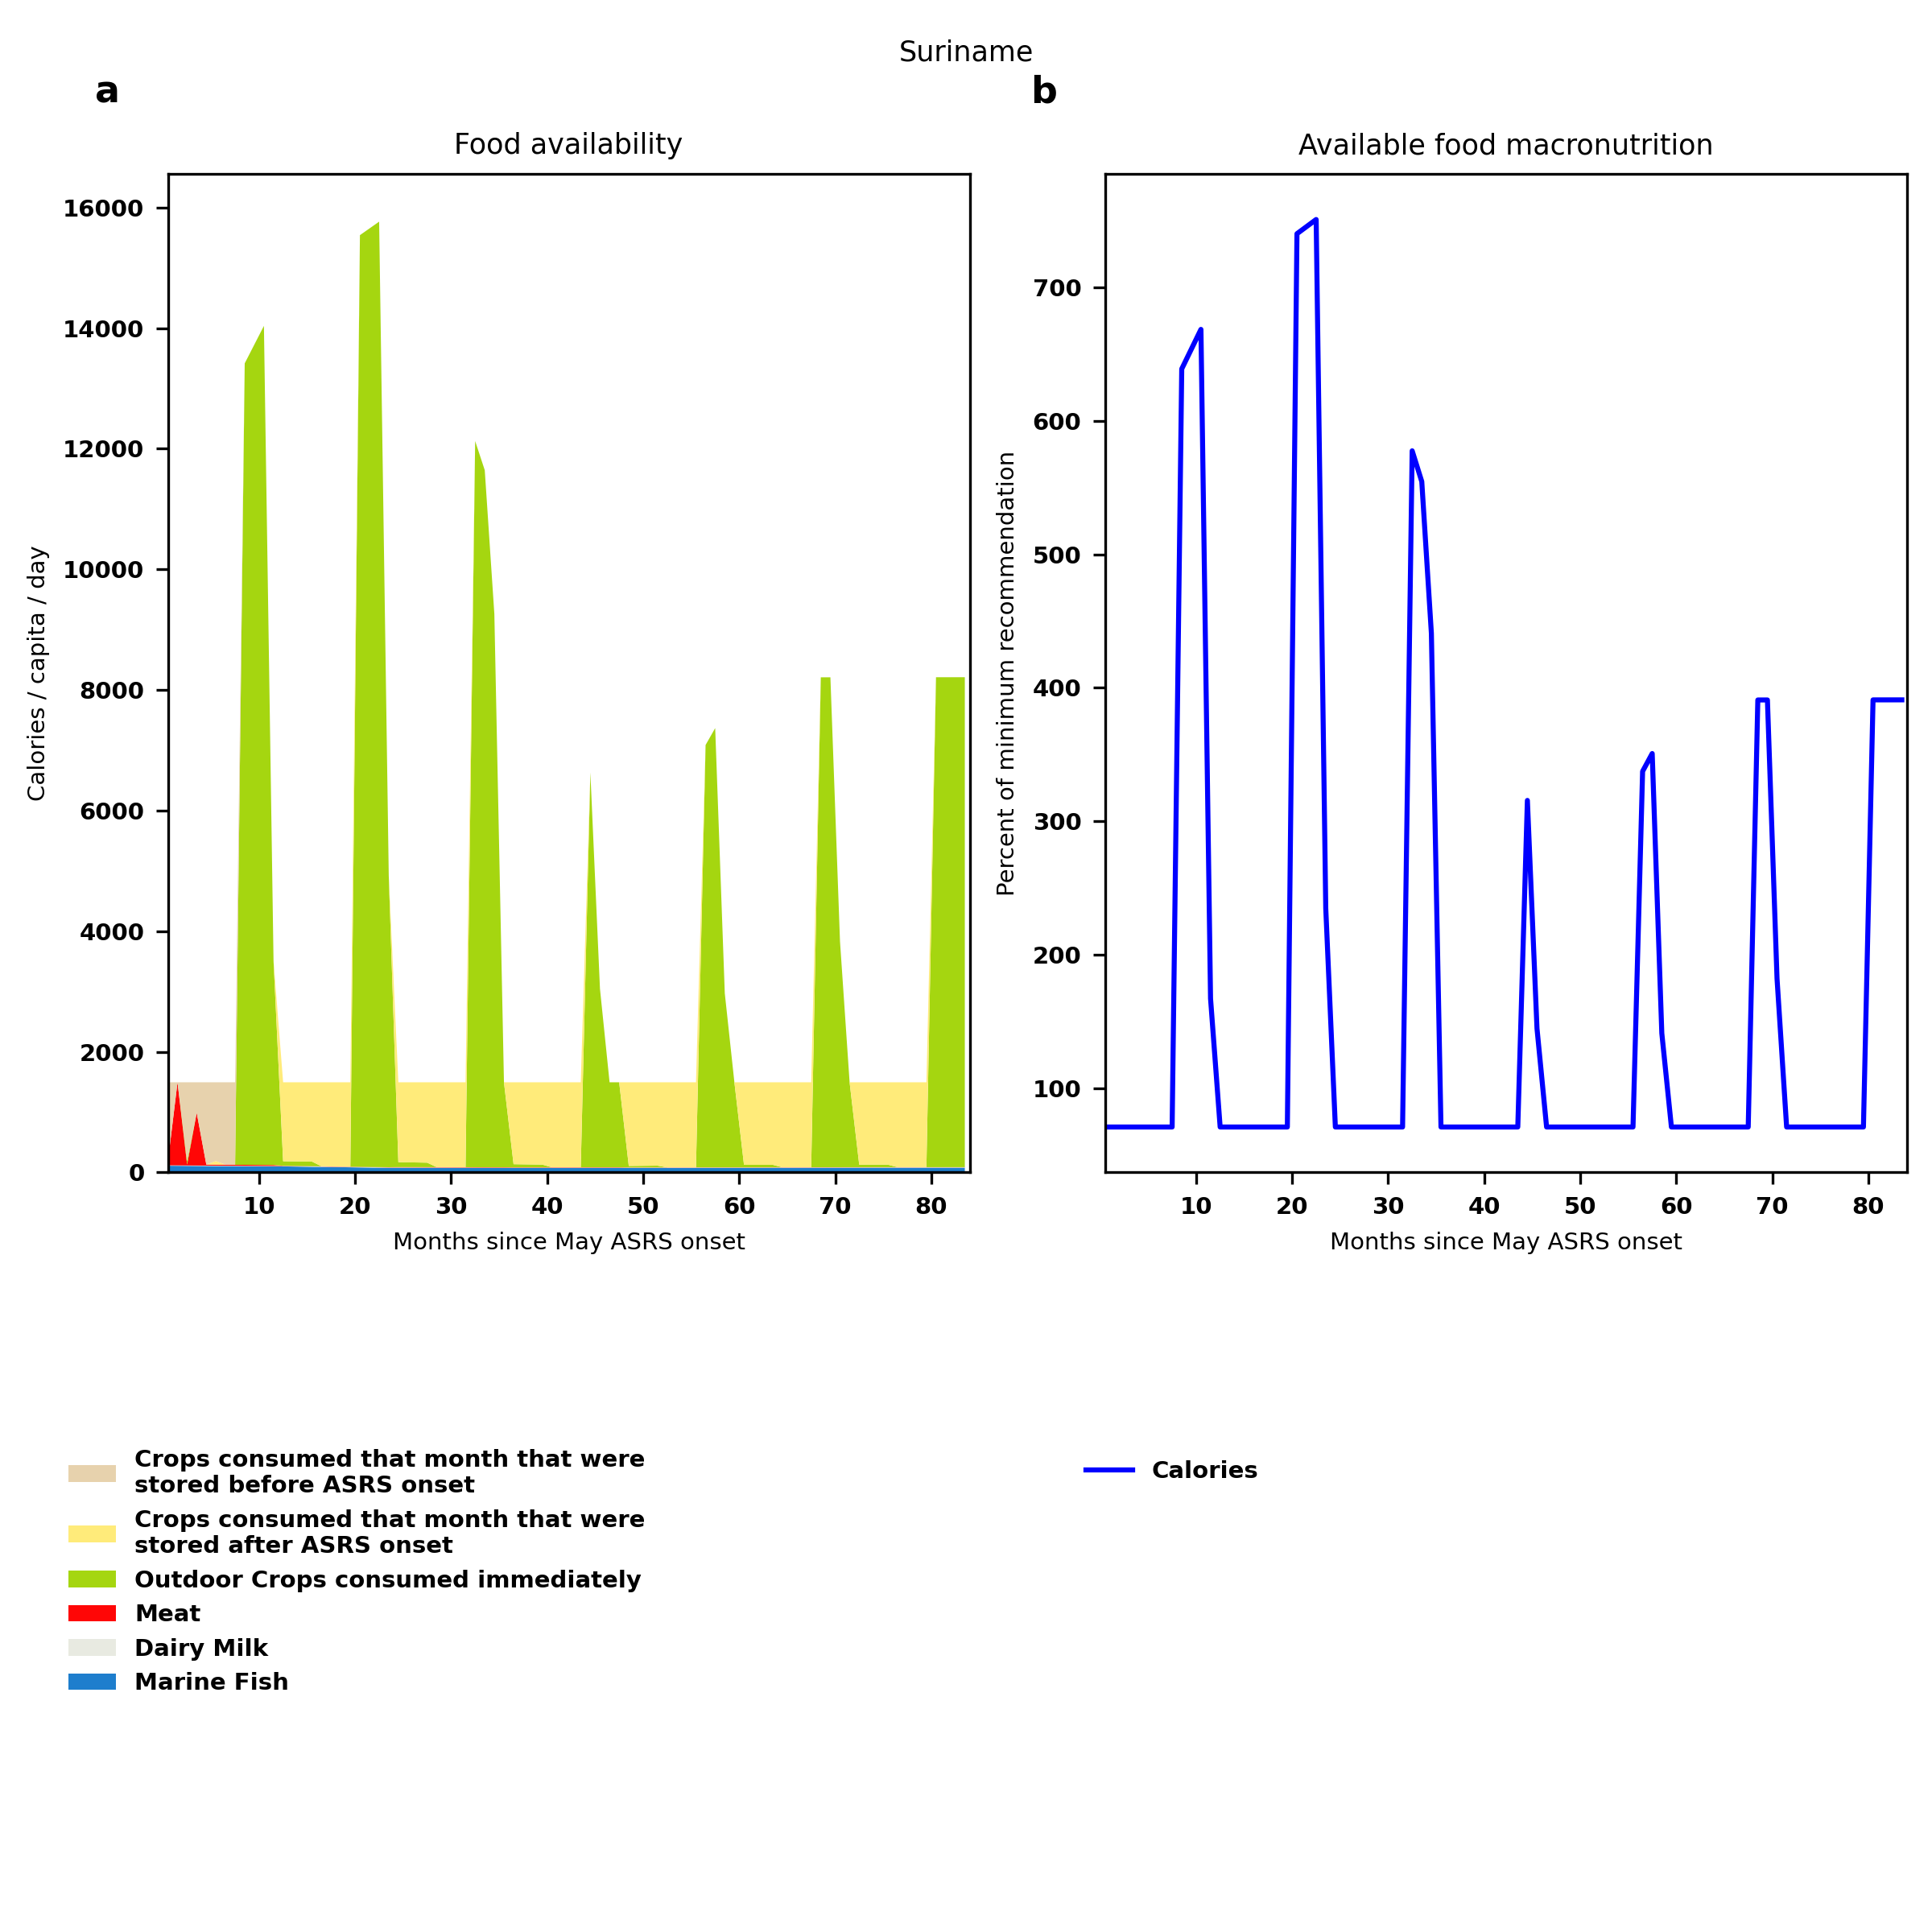 Suriname
a
b
Food availability
Available food macronutrition
16000
14000
12000
10000
8000
6000
4000
2000
0
Calories / capita / day
10 20 30 40 50 60 70 80
Months since May ASRS onset
700
600
500
400
300
200
100
Percent of minimum recommendation
10 20 30 40 50 60 70 80
Months since May ASRS onset
Crops consumed that month that were
stored before ASRS onset
Crops consumed that month that were
stored after ASRS onset
Outdoor Crops consumed immediately
Meat
Dairy Milk
Marine Fish
Calories